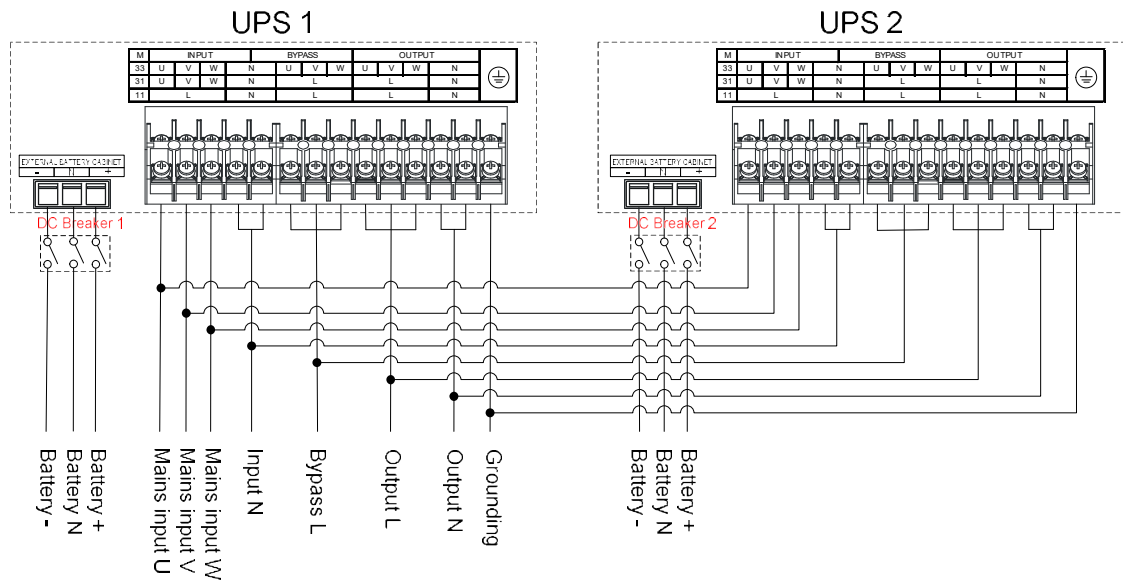 UPS 1
UPS 2
M INPUT BYPASS OUTPUT
33 U V W N U V W U V W N
31 U V W N L L N
11 L N L L N
M INPUT BYPASS OUTPUT
33 U V W N U V W U V W N
31 U V W N L L N
11 L N L L N
EXTERNAL BATTERY CABINET
- N +
DC Breaker 1
EXTERNAL BATTERY CABINET
- N +
DC Breaker 2
Battery -
Battery N
Battery +
Mains input U
Mains input V
Mains input W
Input N
Bypass L
Output L
Output N
Grounding
Battery -
Battery N
Battery +